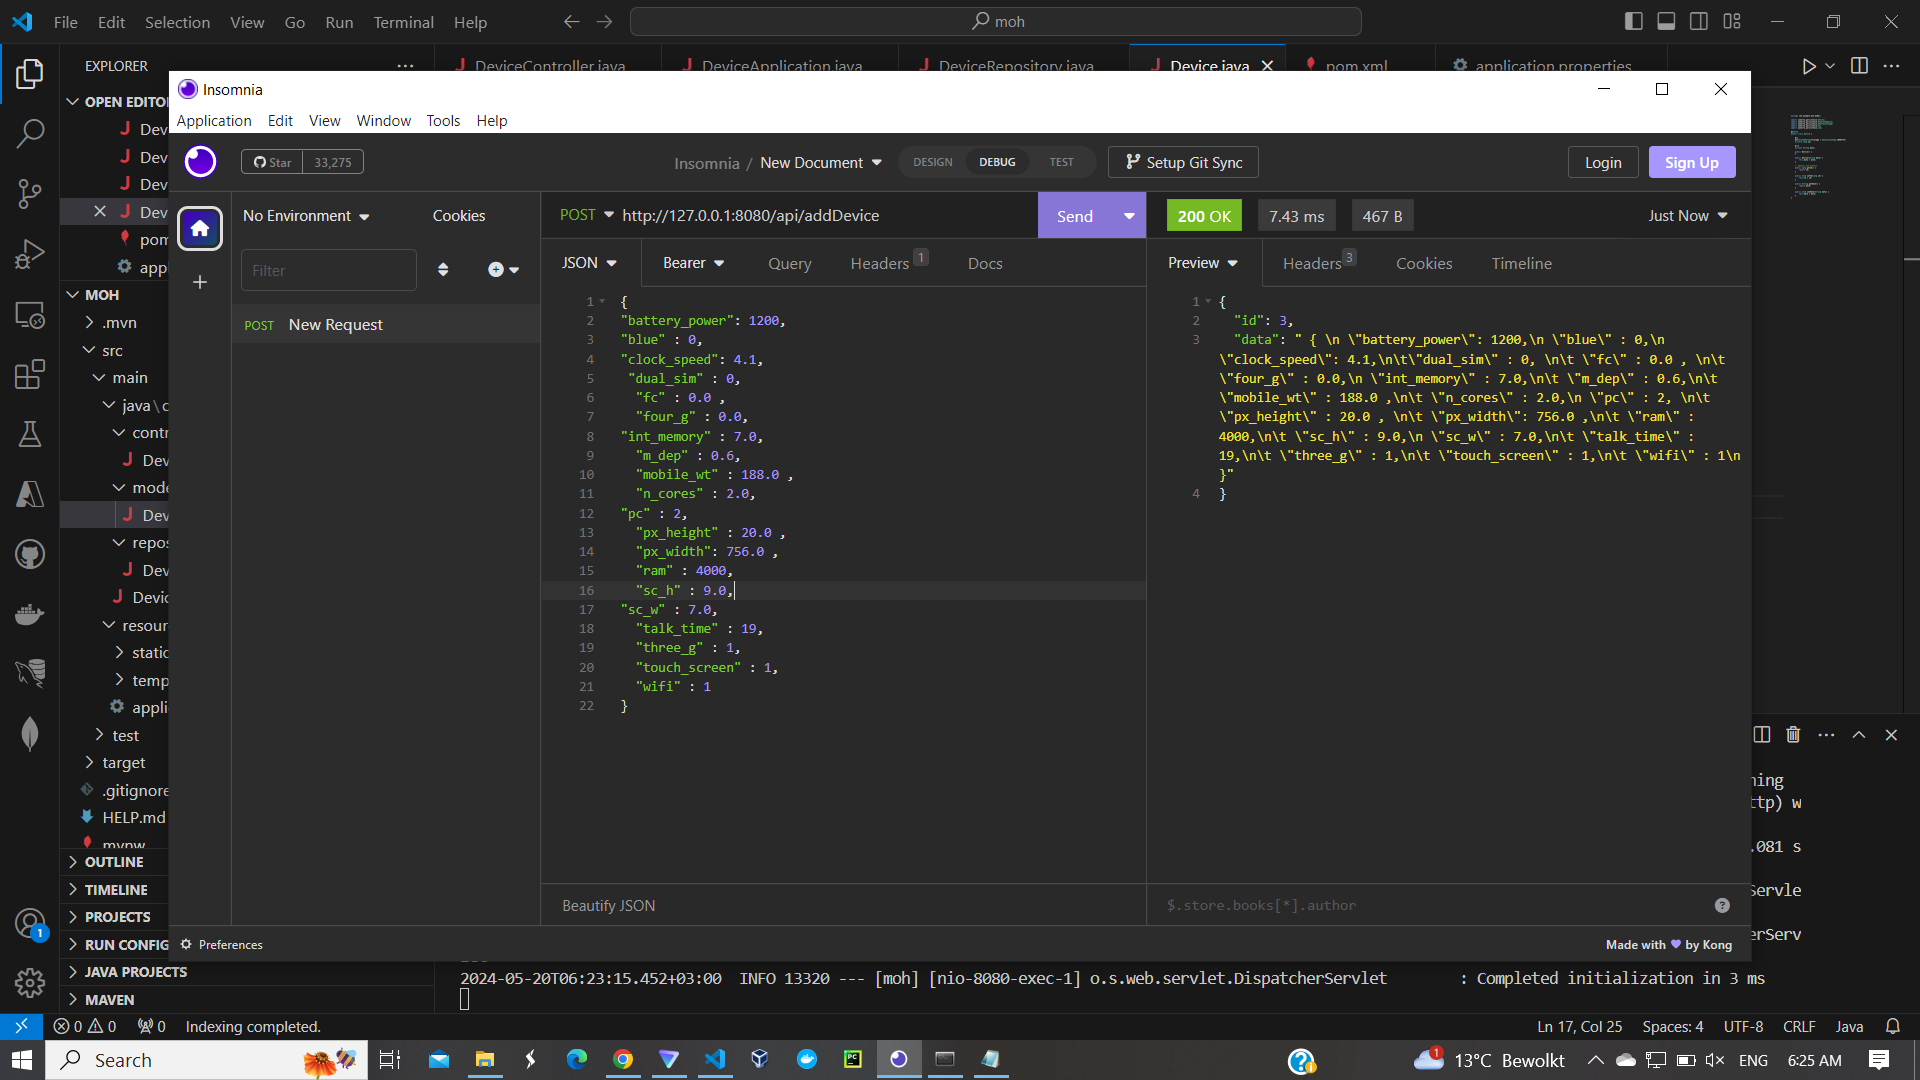 File Edit Selection View Go Run Terminal Help
moh
EXPLORER
DeviceController.java
DeviceApplication.java
DeviceRepository.java
Device.java
pom.xml
application.properties
OPEN EDITO
Dev
Dev
Dev
Dev
pom
app
MOH
.mvn
src
main
java\c
contr
Dev
mode
Dev
repos
Dev
Devic
resour
static
temp
appli
test
target
.gitignore
HELP.md
mvnw
OUTLINE
TIMELINE
PROJECTS
RUN CONFIG
JAVA PROJECTS
MAVEN
Insomnia
Application Edit View Window Tools Help
Star 33,275
Insomnia / New Document
DESIGN DEBUG TEST
Setup Git Sync
Login
Sign Up
No Environment
Cookies
Filter
POST New Request
POST http://127.0.0.1:8080/api/addDevice
Send
200 OK 7.43 ms 467 B
Just Now
JSON Bearer Query Headers 1 Docs
1 {
2 "battery_power": 1200,
3 "blue" : 0,
4 "clock_speed": 4.1,
5 "dual_sim" : 0,
6 "fc" : 0.0 ,
7 "four_g" : 0.0,
8 "int_memory" : 7.0,
9 "m_dep" : 0.6,
10 "mobile_wt" : 188.0 ,
11 "n_cores" : 2.0,
12 "pc" : 2,
13 "px_height" : 20.0 ,
14 "px_width": 756.0 ,
15 "ram" : 4000,
16 "sc_h" : 9.0,
17 "sc_w" : 7.0,
18 "talk_time" : 19,
19 "three_g" : 1,
20 "touch_screen" : 1,
21 "wifi" : 1
22 }
Beautify JSON
Preview Headers 3 Cookies Timeline
1 {
2 "id": 3,
3 "data": " { \n \"battery_power\": 1200,\n \"blue\" : 0,\n
\"clock_speed\": 4.1,\n\t\"dual_sim\" : 0, \n\t \"fc\" : 0.0 , \n\t
\"four_g\" : 0.0,\n \"int_memory\" : 7.0,\n\t \"m_dep\" : 0.6,\n\t
\"mobile_wt\" : 188.0 ,\n\t \"n_cores\" : 2.0,\n \"pc\" : 2, \n\t
\"px_height\" : 20.0 , \n\t \"px_width\": 756.0 ,\n\t \"ram\" :
4000,\n\t \"sc_h\" : 9.0,\n \"sc_w\" : 7.0,\n\t \"talk_time\" :
19,\n\t \"three_g\" : 1,\n\t \"touch_screen\" : 1,\n\t \"wifi\" : 1\n
}"
4 }
$.store.books[*].author
Preferences
Made with by Kong
ning
ttp) w
.081 s
Servle
erServ
2024-05-20T06:23:15.452+03:00 INFO 13320 --- [moh] [nio-8080-exec-1] o.s.web.servlet.DispatcherServlet : Completed initialization in 3 ms
1
0 0 0 Indexing completed.
Ln 17, Col 25 Spaces: 4 UTF-8 CRLF Java
Search
1
13°C Bewolkt
ENG
6:25 AM